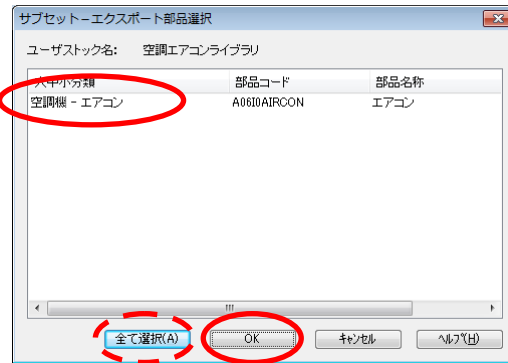 サブセット－エクスポート部品選択
ユーザストック名: 空調エアコンライブラリ
大中小分類 部品コード 部品名称
空調機 - エアコン A06I0AIRCON エアコン
全て選択(A) OK キャンセル ヘルプ(H)